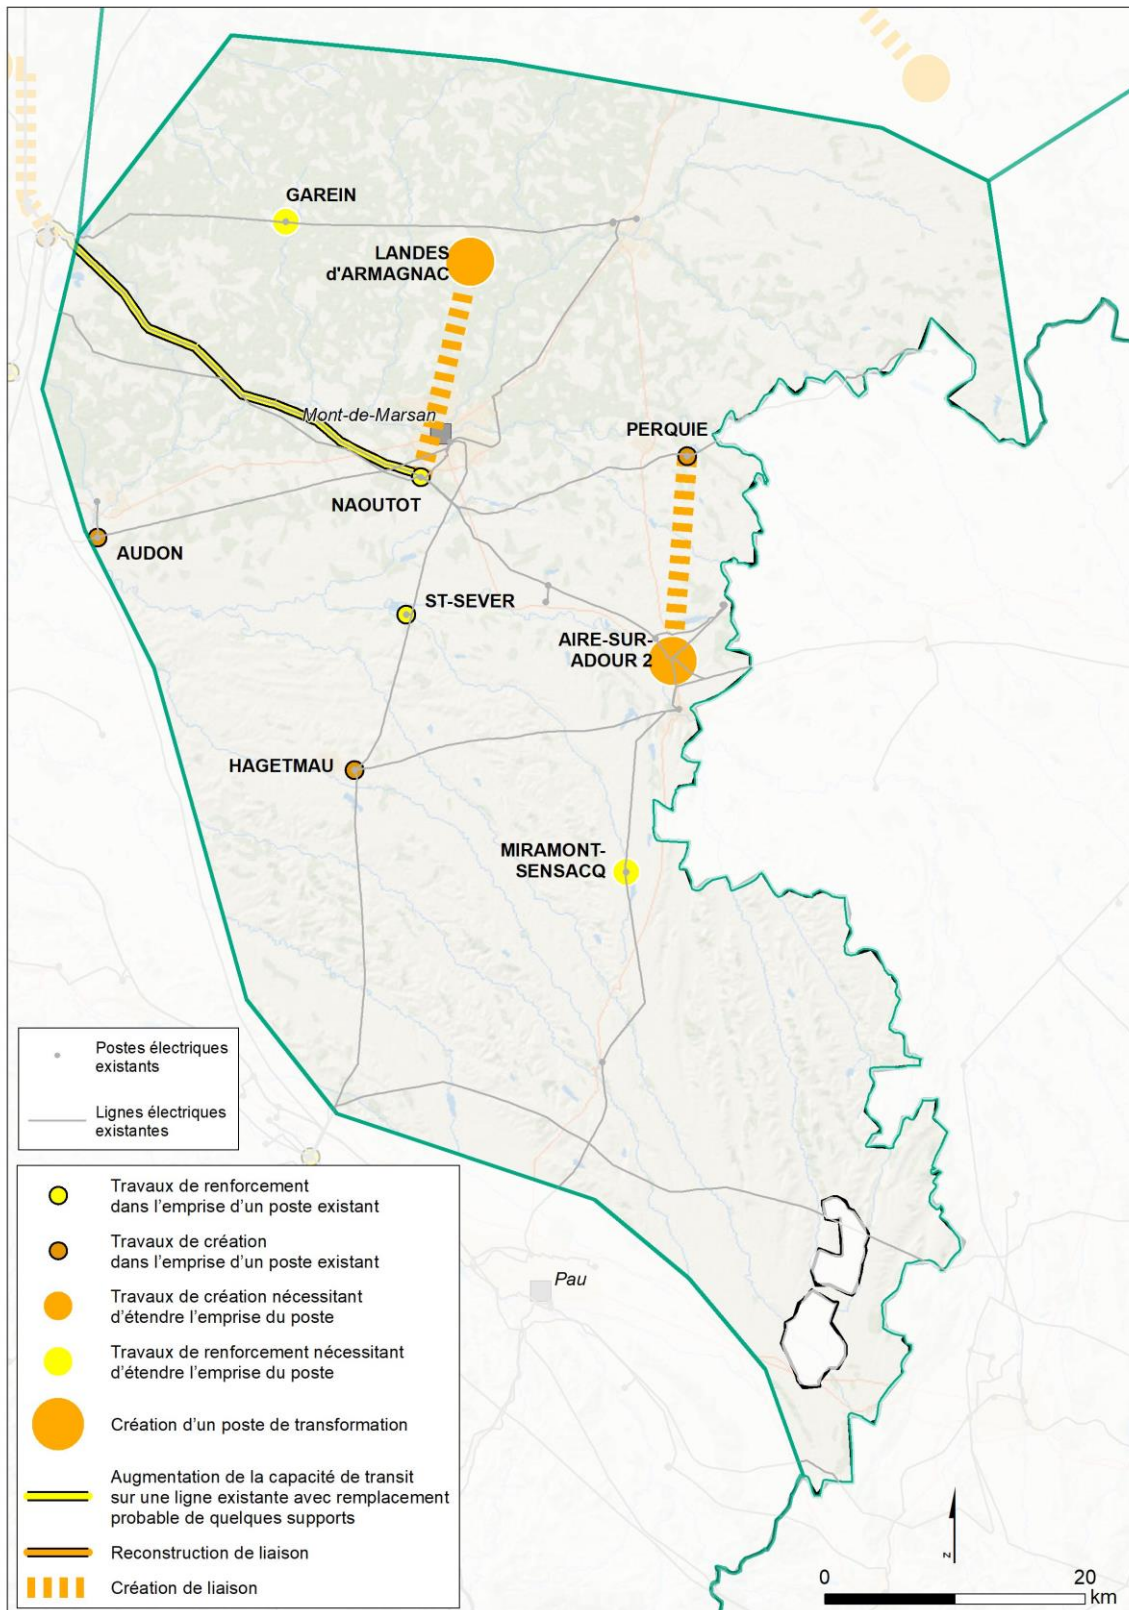 GAREIN
LANDES
d'ARMAGNAC
Mont-de-Marsan
PERQUIE
NAOUTOT
AUDON
ST-SEVER
AIRE-SUR-
ADOUR 2
HAGETMAU
MIRAMONT-
SENSACQ
Postes électriques
existants
Lignes électriques
existantes
Travaux de renforcement
dans l'emprise d'un poste existant
Travaux de création
dans l'emprise d'un poste existant
Travaux de création nécessitant
d'étendre l'emprise du poste
Travaux de renforcement nécessitant
d'étendre l'emprise du poste
Création d'un poste de transformation
Augmentation de la capacité de transit
sur une ligne existante avec remplacement
probable de quelques supports
Reconstruction de liaison
Création de liaison
Pau
N
0 20
km